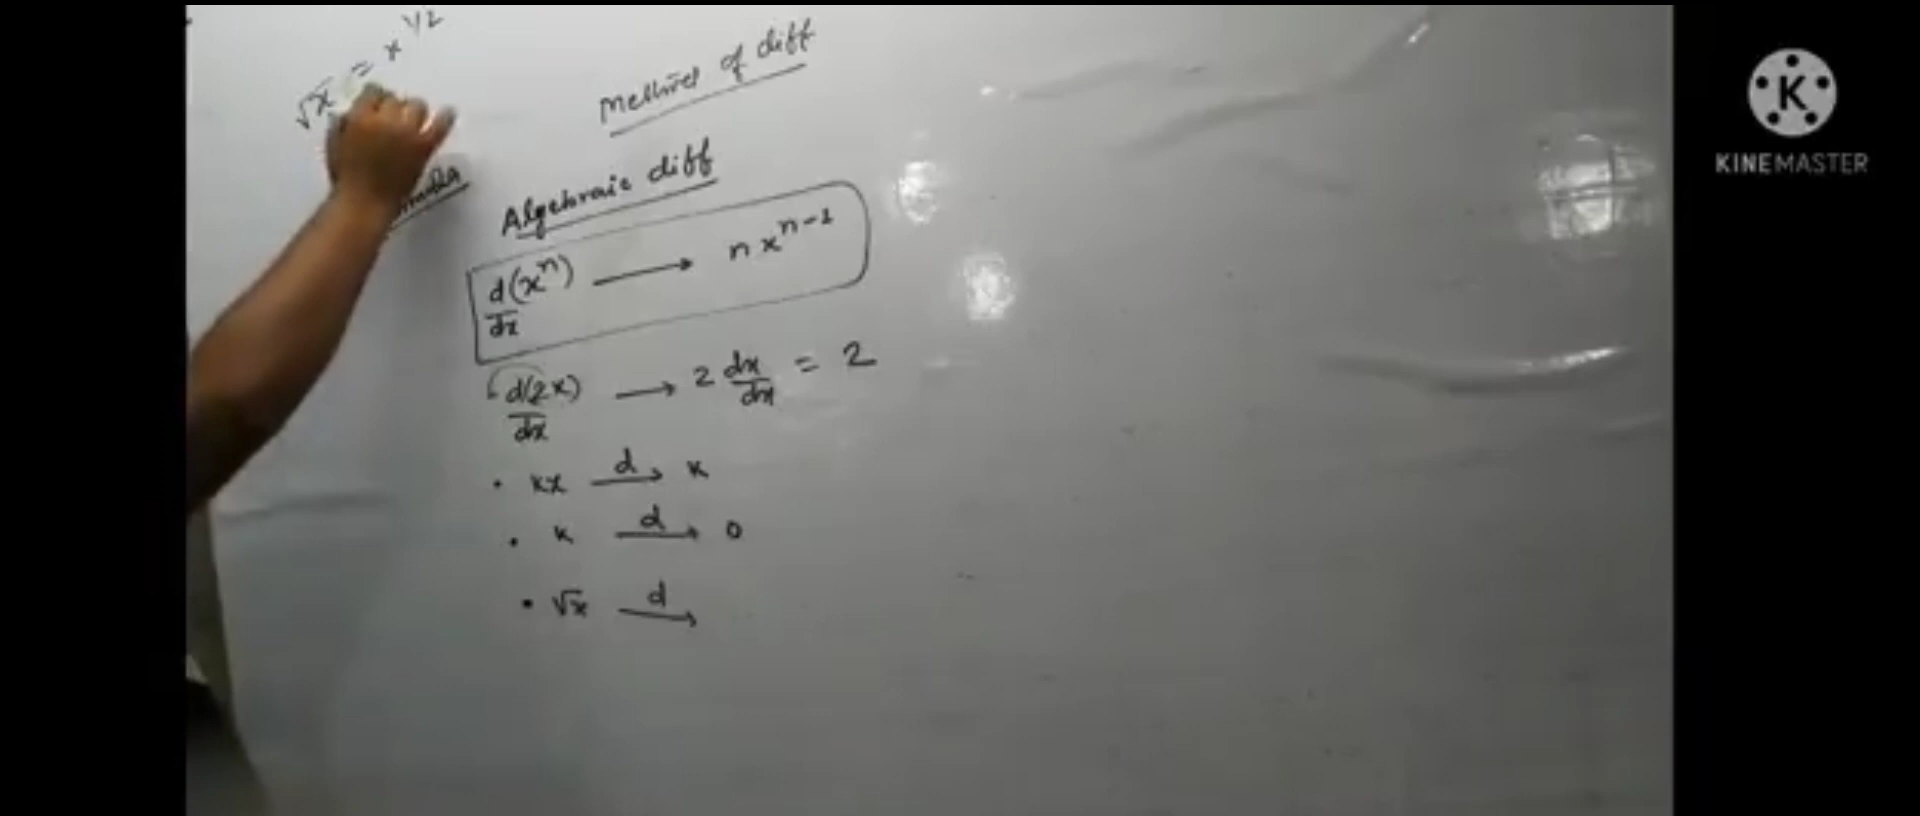 √x = x^1/2
Method of diff
Algebraic diff
d(x^n)/dx ⟶ n x^n-1
d(2x)/dx ⟶ 2 dx/dx = 2
• kx —d→ k
• k —d→ 0
• √x —d→
K
KINEMASTER